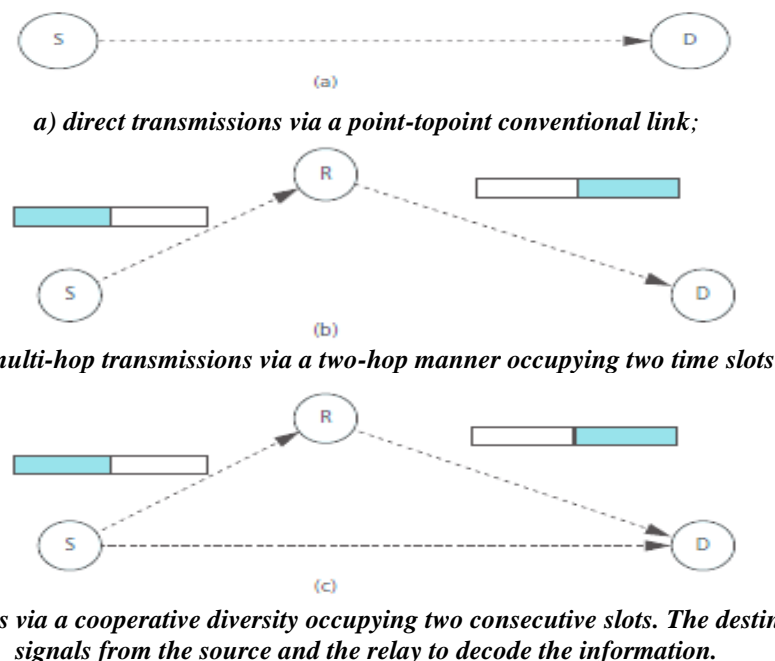 S D
(a)
a) direct transmissions via a point-topoint conventional link;
R
S D
(b)
multi-hop transmissions via a two-hop manner occupying two time slots
R
S D
(c)
s via a cooperative diversity occupying two consecutive slots. The destin
signals from the source and the relay to decode the information.